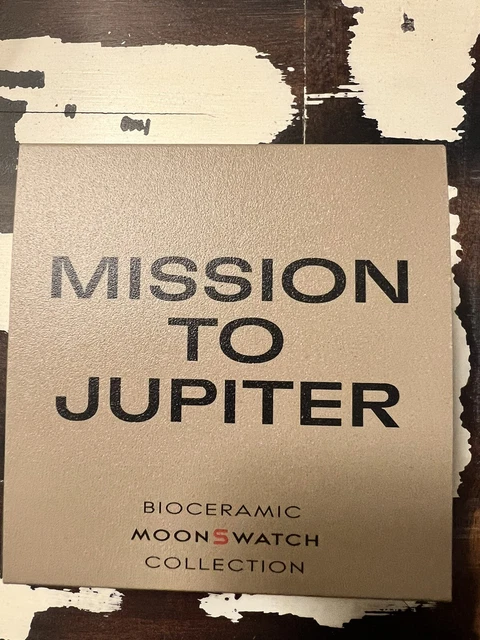 MISSION
TO
JUPITER
BIOCERAMIC
MOONSWATCH
COLLECTION